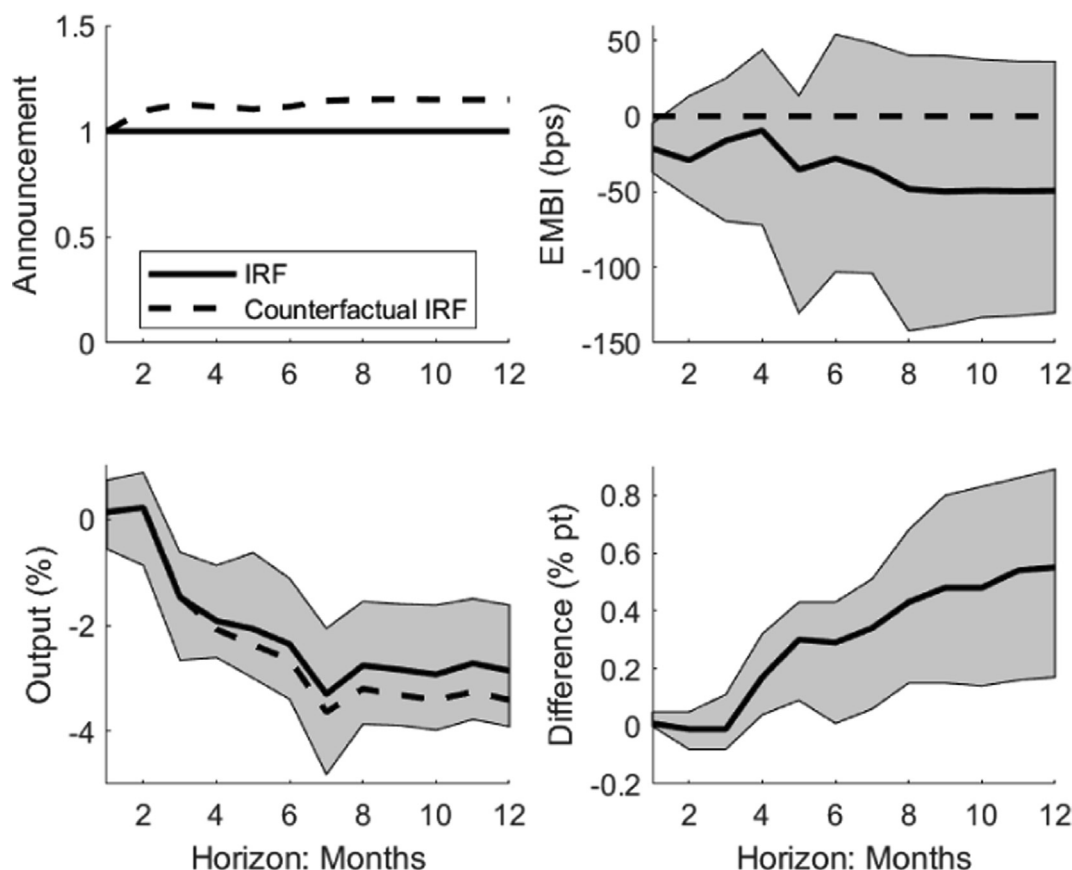 1.5
1
0.5
0
Announcement
IRF
Counterfactual IRF
2 4 6 8 10 12
50
0
-50
-100
-150
EMBI (bps)
2 4 6 8 10 12
0
-2
-4
Output (%)
2 4 6 8 10 12
Horizon: Months
0.8
0.6
0.4
0.2
0
-0.2
Difference (% pt)
2 4 6 8 10 12
Horizon: Months